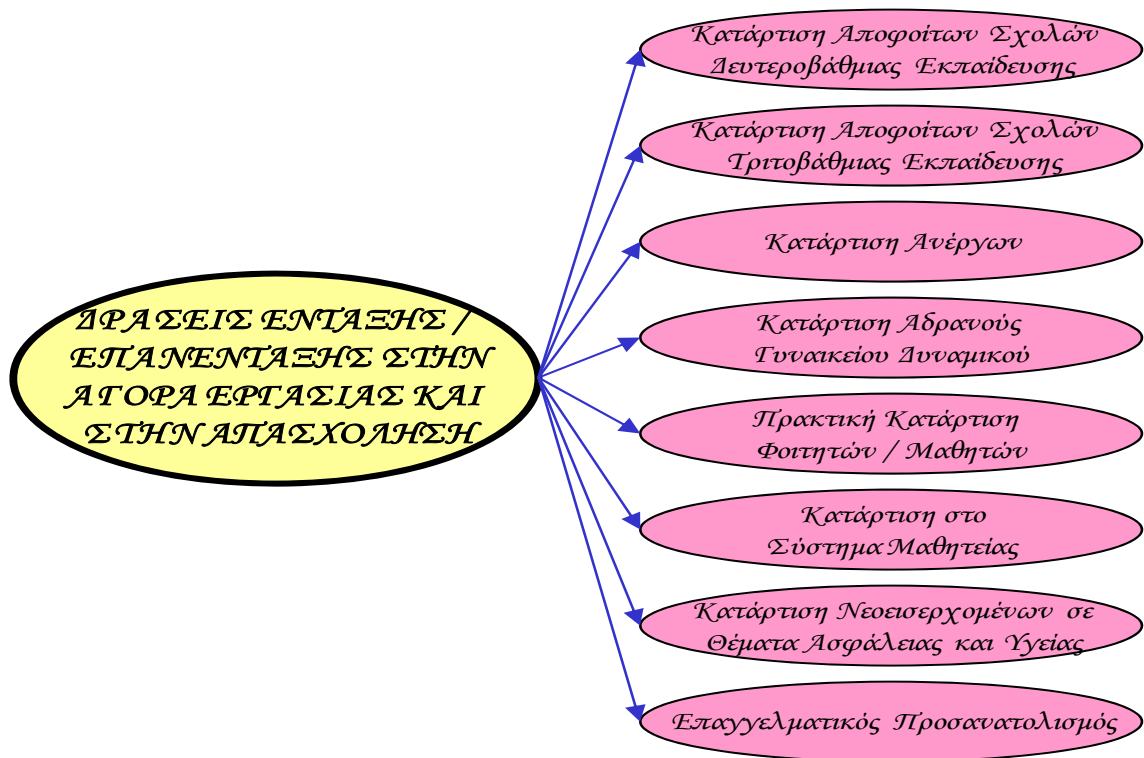 ΔΡΑΣΕΙΣ ΕΝΤΑΞΗΣ /
ΕΠΑΝΕΝΤΑΞΗΣ ΣΤΗΝ
ΑΓΟΡΑ ΕΡΓΑΣΙΑΣ ΚΑΙ
ΣΤΗΝ ΑΠΑΣΧΟΛΗΣΗ
Κατάρτιση Αποφοίτων Σχολών
Δευτεροβάθμιας Εκπαίδευσης
Κατάρτιση Αποφοίτων Σχολών
Τριτοβάθμιας Εκπαίδευσης
Κατάρτιση Ανέργων
Κατάρτιση Αδρανούς
Γυναικείου Δυναμικού
Πρακτική Κατάρτιση
Φοιτητών / Μαθητών
Κατάρτιση στο
Σύστημα Μαθητείας
Κατάρτιση Νεοεισερχομένων σε
Θέματα Ασφάλειας και Υγείας
Επαγγελματικός Προσανατολισμός